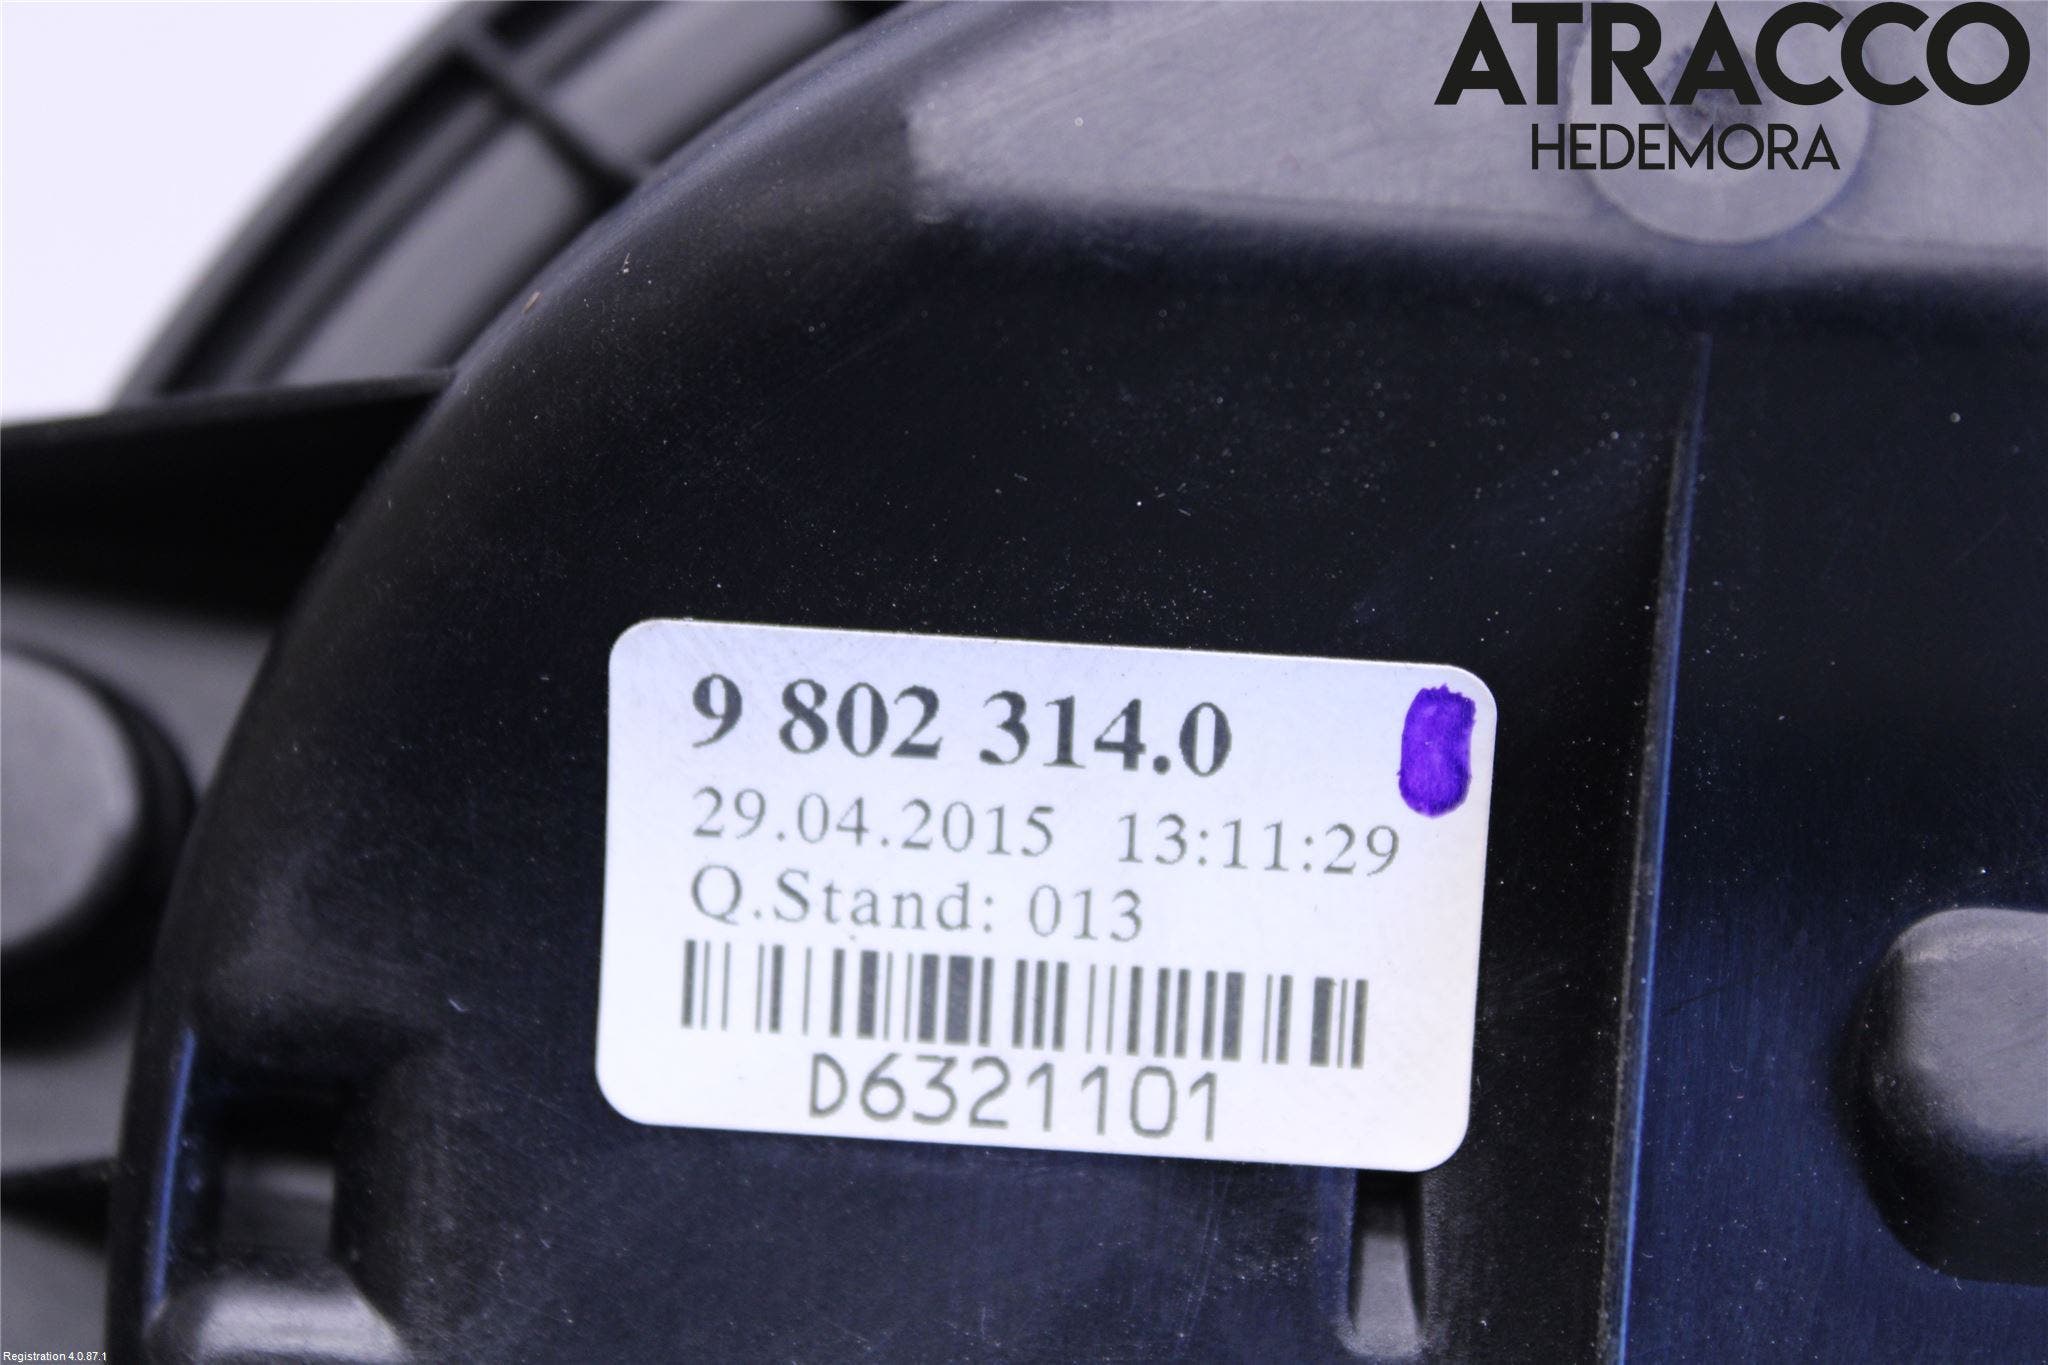 ATRACCO
HEDEMORA
9 802 314.0
29.04.2015 13:11:29
Q.Stand: 013
D6321101
Registration 4.0.87.1